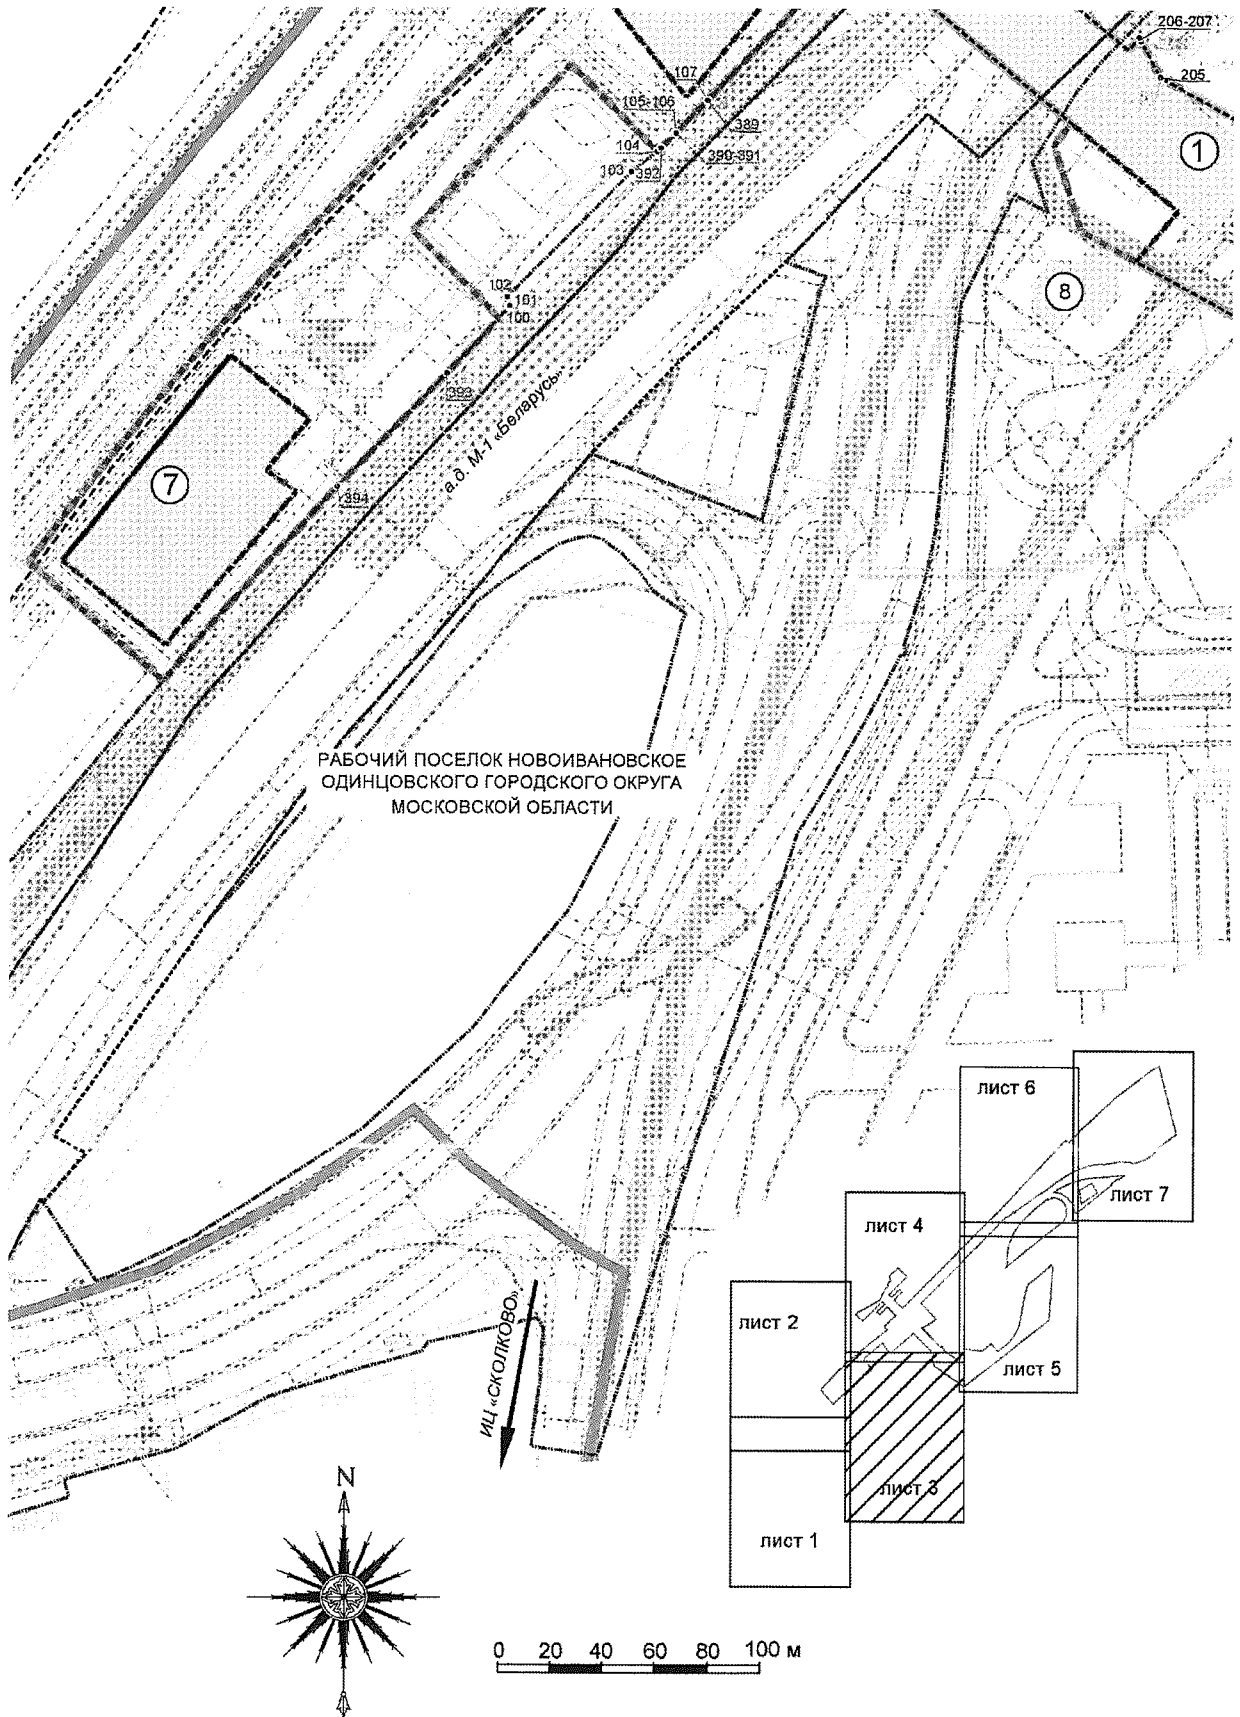 206-207
107
205
105-106
389
104
390-391
1
103
392
102
101
8
100
393
а.д. М-1 «Беларусь»
7
394
РАБОЧИЙ ПОСЕЛОК НОВОИВАНОВСКОЕ
ОДИНЦОВСКОГО ГОРОДСКОГО ОКРУГА
МОСКОВСКОЙ ОБЛАСТИ
лист 6
лист 7
лист 4
лист 2
ИЦ «СКОЛКОВО»
лист 5
лист 3
N
лист 1
0 20 40 60 80 100 м